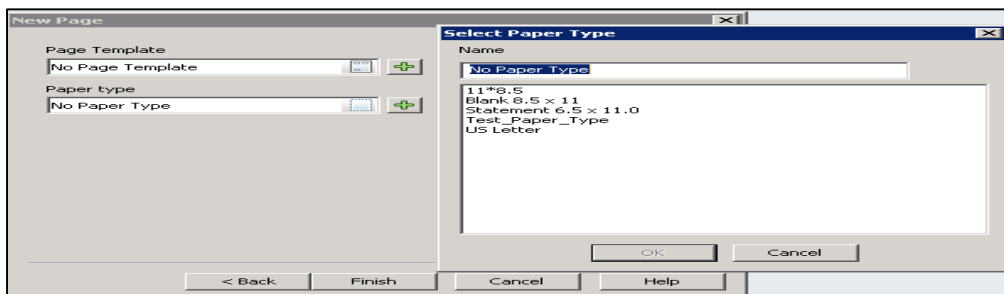 New Page
Page Template
No Page Template
Paper type
No Paper Type
Select Paper Type
Name
No Paper Type
11*8.5
Blank 8.5 x 11
Statement 6.5 x 11.0
Test_Paper_Type
US Letter
OK
Cancel
< Back
Finish
Cancel
Help